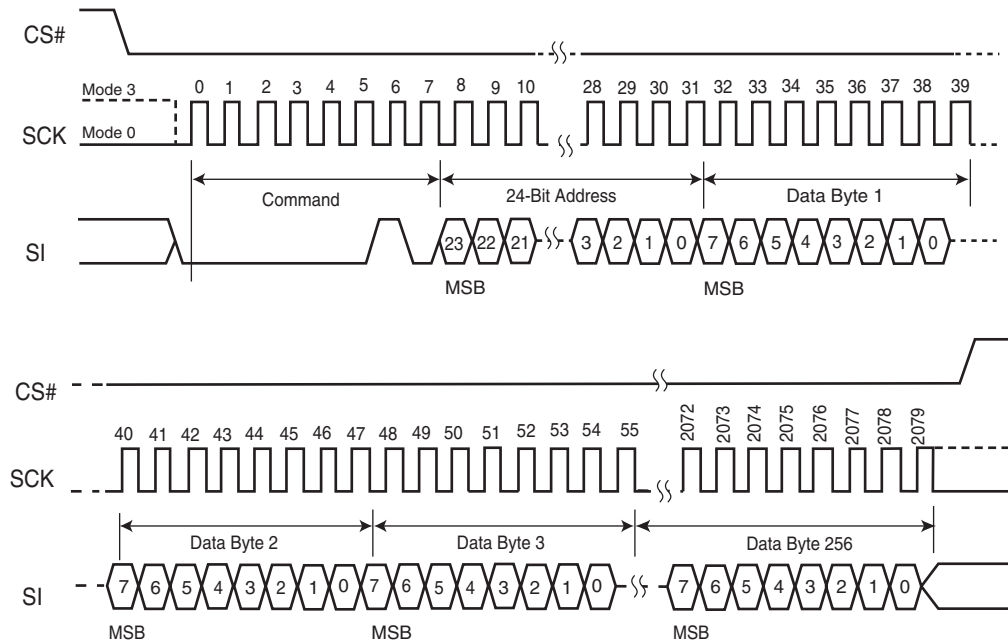 CS#
Mode 3
0 1 2 3 4 5 6 7 8 9 10 28 29 30 31 32 33 34 35 36 37 38 39
SCK
Mode 0
Command 24-Bit Address Data Byte 1
SI
23 22 21 3 2 1 0 7 6 5 4 3 2 1 0
MSB MSB
CS#
40 41 42 43 44 45 46 47 48 49 50 51 52 53 54 55 2072 2073 2074 2075 2076 2077 2078 2079
SCK
Data Byte 2 Data Byte 3 Data Byte 256
SI
7 6 5 4 3 2 1 0 7 6 5 4 3 2 1 0 7 6 5 4 3 2 1 0
MSB MSB MSB